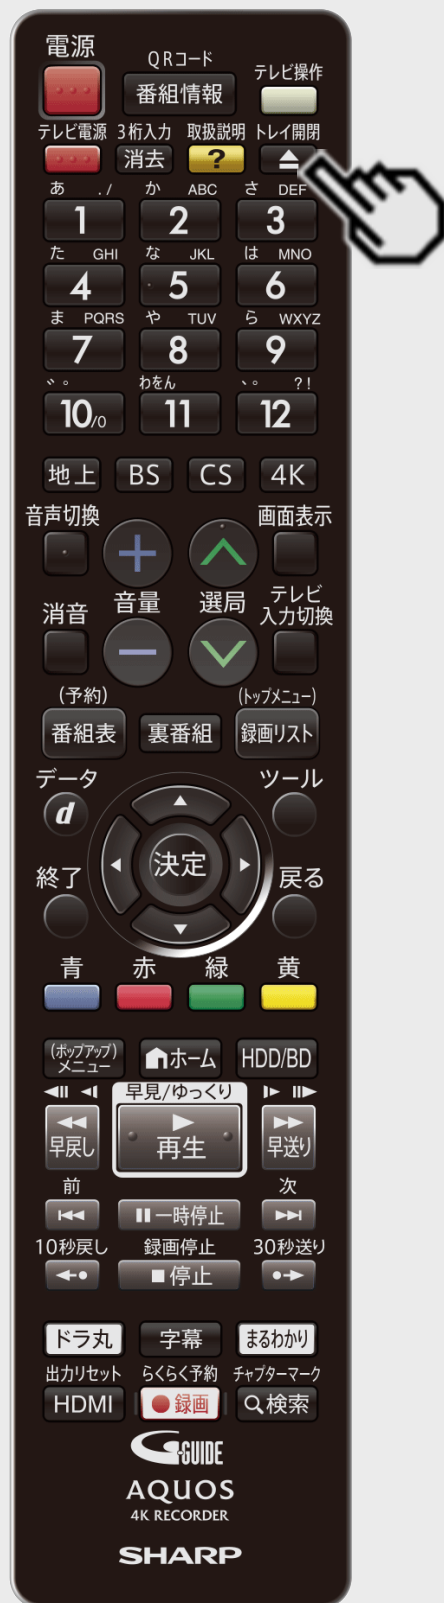 電源
QRコード
番組情報
テレビ操作
テレビ電源 3桁入力 取扱説明 トレイ開閉
消去 ?
あ ./ か ABC さ DEF
1 2 3
た GHI な JKL は MNO
4 5 6
ま PQRS や TUV ら WXYZ
7 8 9
゛゜ わをん 、。 ?!
10/0 11 12
地上 BS CS 4K
音声切換 画面表示
消音 音量 選局 テレビ
入力切換
(予約) (トップメニュー)
番組表 裏番組 録画リスト
データ ツール
d
決定
終了 戻る
青 赤 緑 黄
(ポップアップ)
メニュー ホーム HDD/BD
早見/ゆっくり
早戻し 再生 早送り
前 次
一時停止
10秒戻し 録画停止 30秒送り
停止
ドラ丸 字幕 まるわかり
出力リセット らくらく予約 チャプターマーク
HDMI 録画 検索
G-GUIDE
AQUOS
4K RECORDER
SHARP